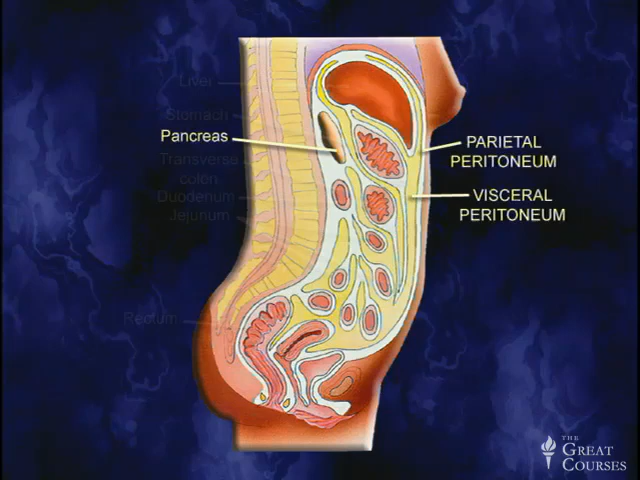 Liver
Stomach
Pancreas
Transverse
colon
Duodenum
Jejunum
Rectum
PARIETAL
PERITONEUM
VISCERAL
PERITONEUM
THE
GREAT
COURSES